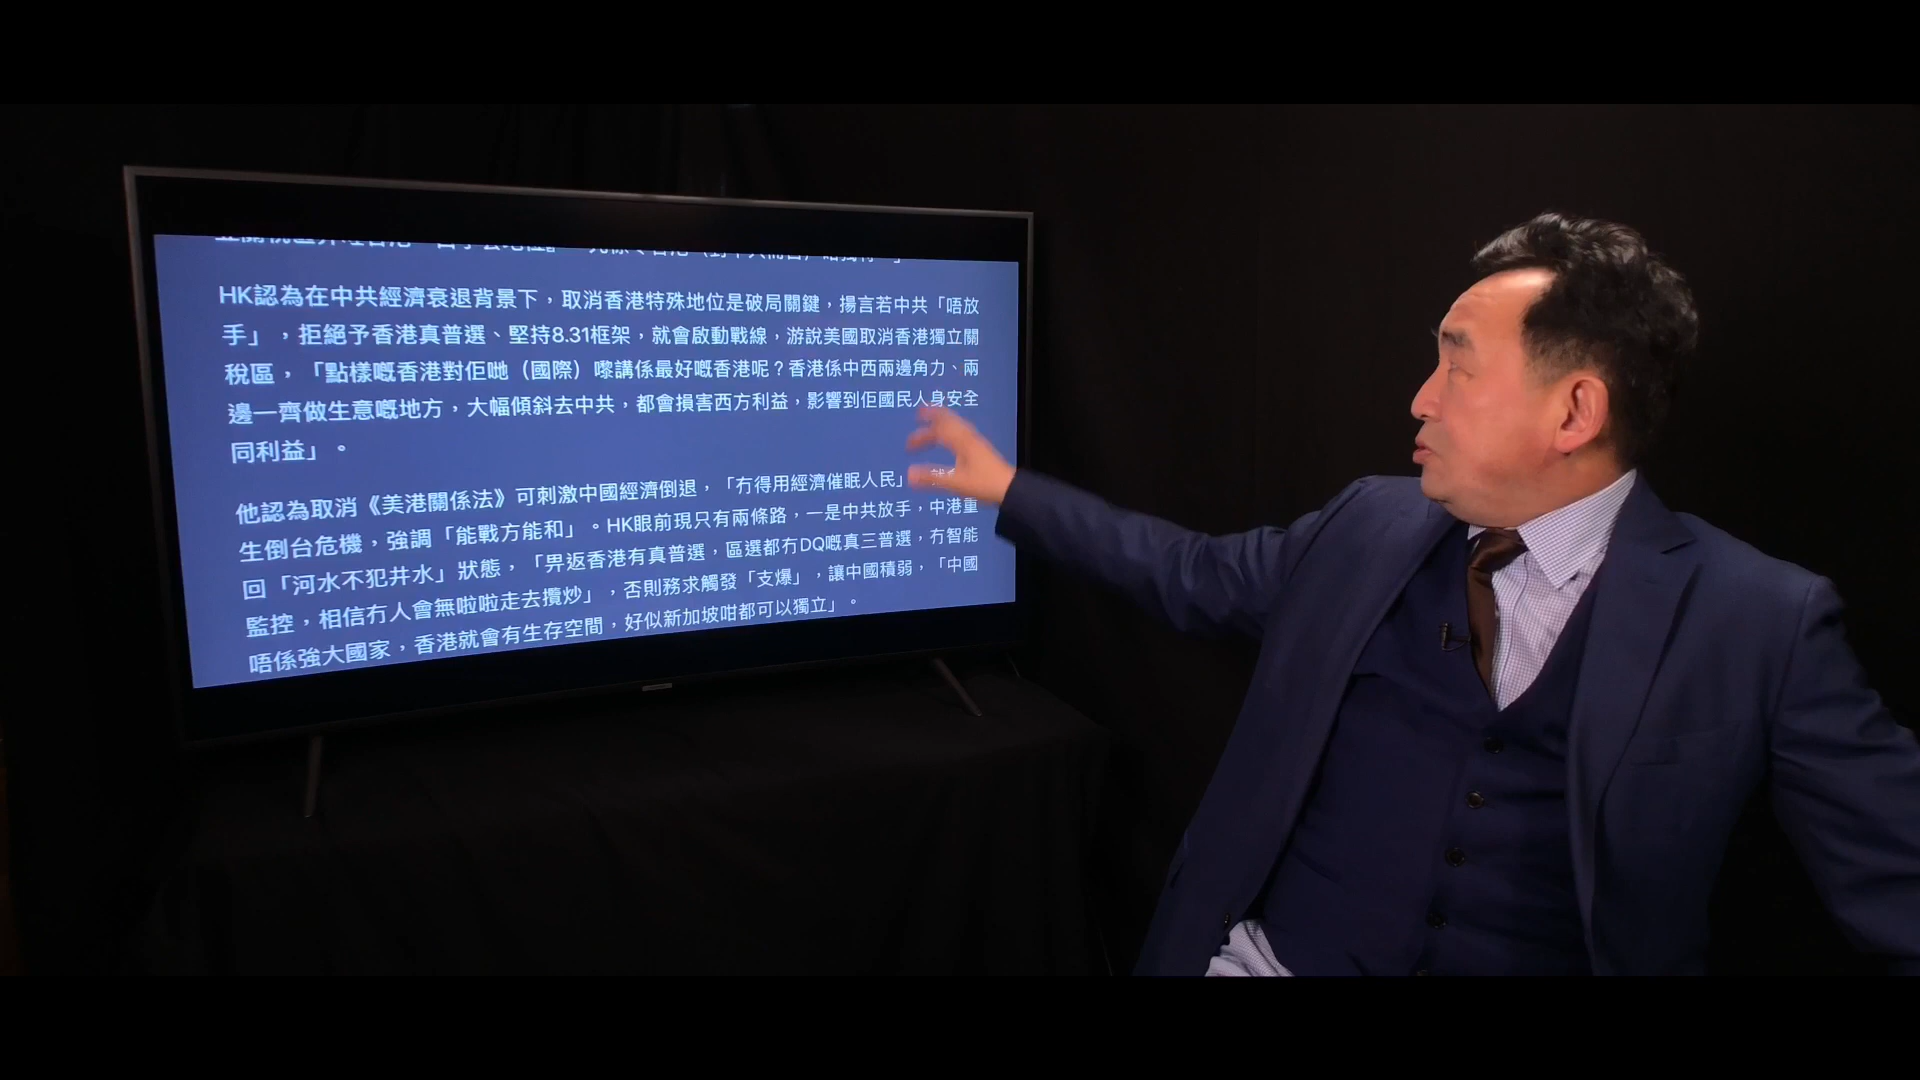 HK認為在中共經濟衰退背景下，取消香港特殊地位是破局關鍵，揚言若中共「唔放
手」，拒絕予香港真普選、堅持8.31框架，就會啟動戰線，游說美國取消香港獨立關
稅區，「點樣嘅香港對佢哋（國際）嚟講係最好嘅香港呢？香港係中西兩邊角力、兩
邊一齊做生意嘅地方，大幅傾斜去中共，都會損害西方利益，影響到佢國民人身安全
同利益」。
他認為取消《美港關係法》可刺激中國經濟倒退，「冇得用經濟催眠人民」
生倒台危機，強調「能戰方能和」。HK眼前現只有兩條路，一是中共放手，中港重
回「河水不犯井水」狀態，「畀返香港有真普選，區選都冇DQ嘅真三普選，冇智能
監控，相信冇人會無啦啦走去攬炒」，否則務求觸發「支爆」，讓中國積弱，「中國
唔係強大國家，香港就會有生存空間，好似新加坡咁都可以獨立」。